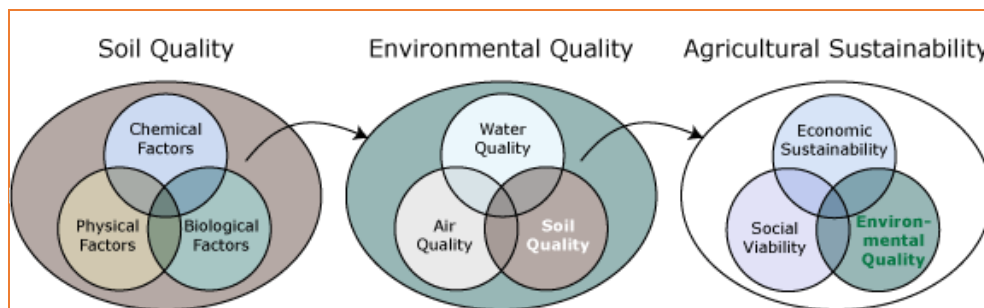 Soil Quality
Environmental Quality
Agricultural Sustainability
Chemical
Factors
Physical
Factors
Biological
Factors
Water
Quality
Air
Quality
Soil
Quality
Economic
Sustainability
Social
Viability
Environ-
mental
Quality